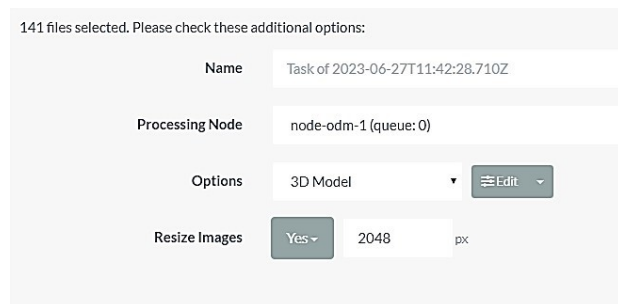 141 files selected. Please check these additional options:
Name Task of 2023-06-27T11:42:28.710Z
Processing Node node-odm-1 (queue: 0)
Options 3D Model Edit
Resize Images Yes 2048 px